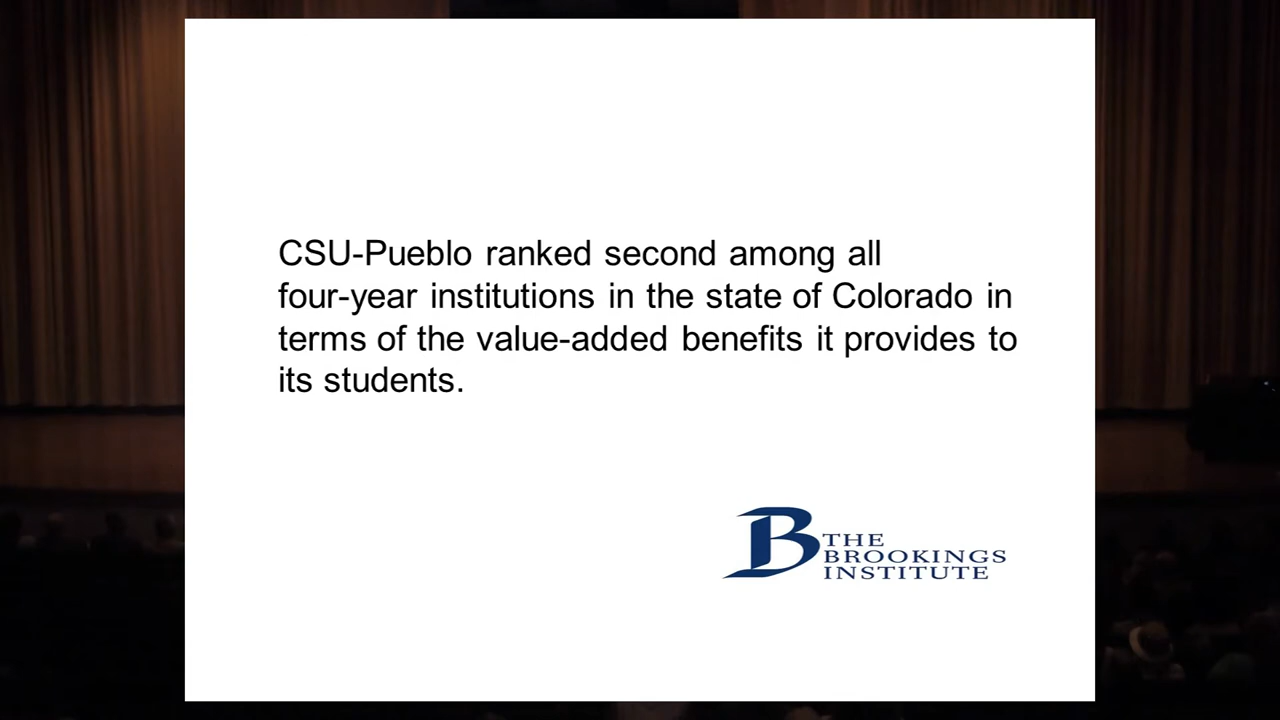 CSU-Pueblo ranked second among all
four-year institutions in the state of Colorado in
terms of the value-added benefits it provides to
its students.
B THE
BROOKINGS
INSTITUTE